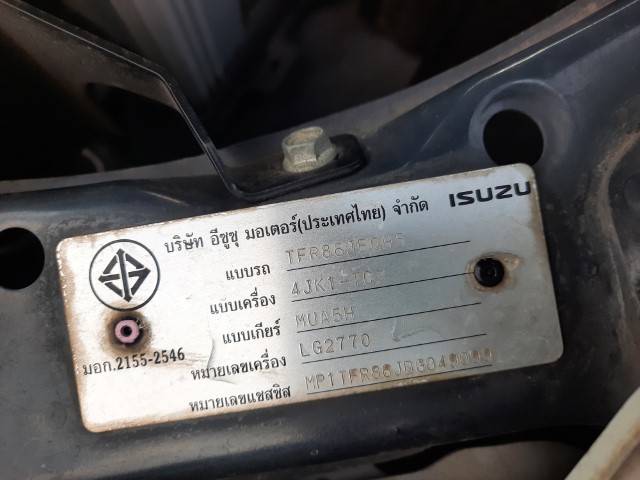 บริษัท อีซูซุ มอเตอร์(ประเทศไทย) จำกัด ISUZU
แบบรถ
แบบเครื่อง
แบบเกียร์ MUA5H
มอก.2155-2546
หมายเลขเครื่อง LG2770
หมายเลขแชสซิส